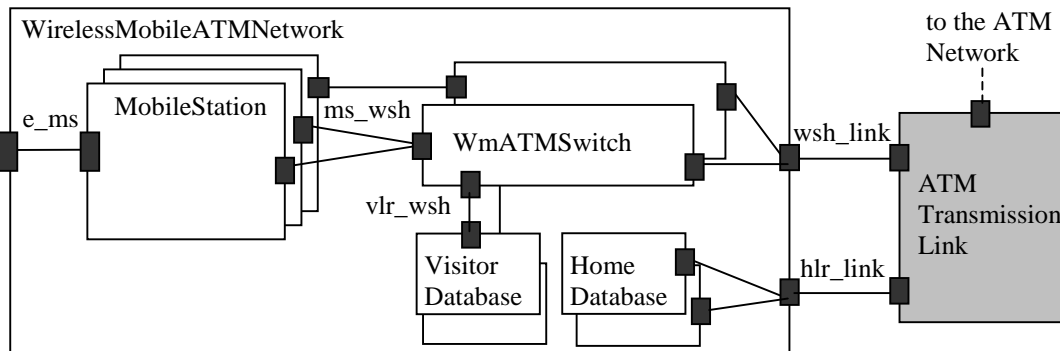 WirelessMobileATMNetwork
to the ATM
Network
MobileStation
ms_wsh
e_ms
WmATMSwitch
wsh_link
vlr_wsh
ATM
Transmission
Link
Visitor
Database
Home
Database
hlr_link